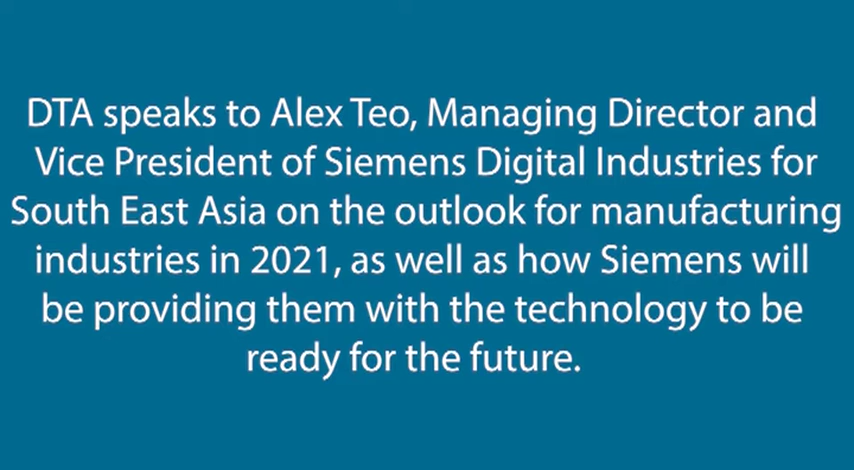 DTA speaks to Alex Teo, Managing Director and
Vice President of Siemens Digital Industries for
South East Asia on the outlook for manufacturing
industries in 2021, as well as how Siemens will
be providing them with the technology to be
ready for the future.